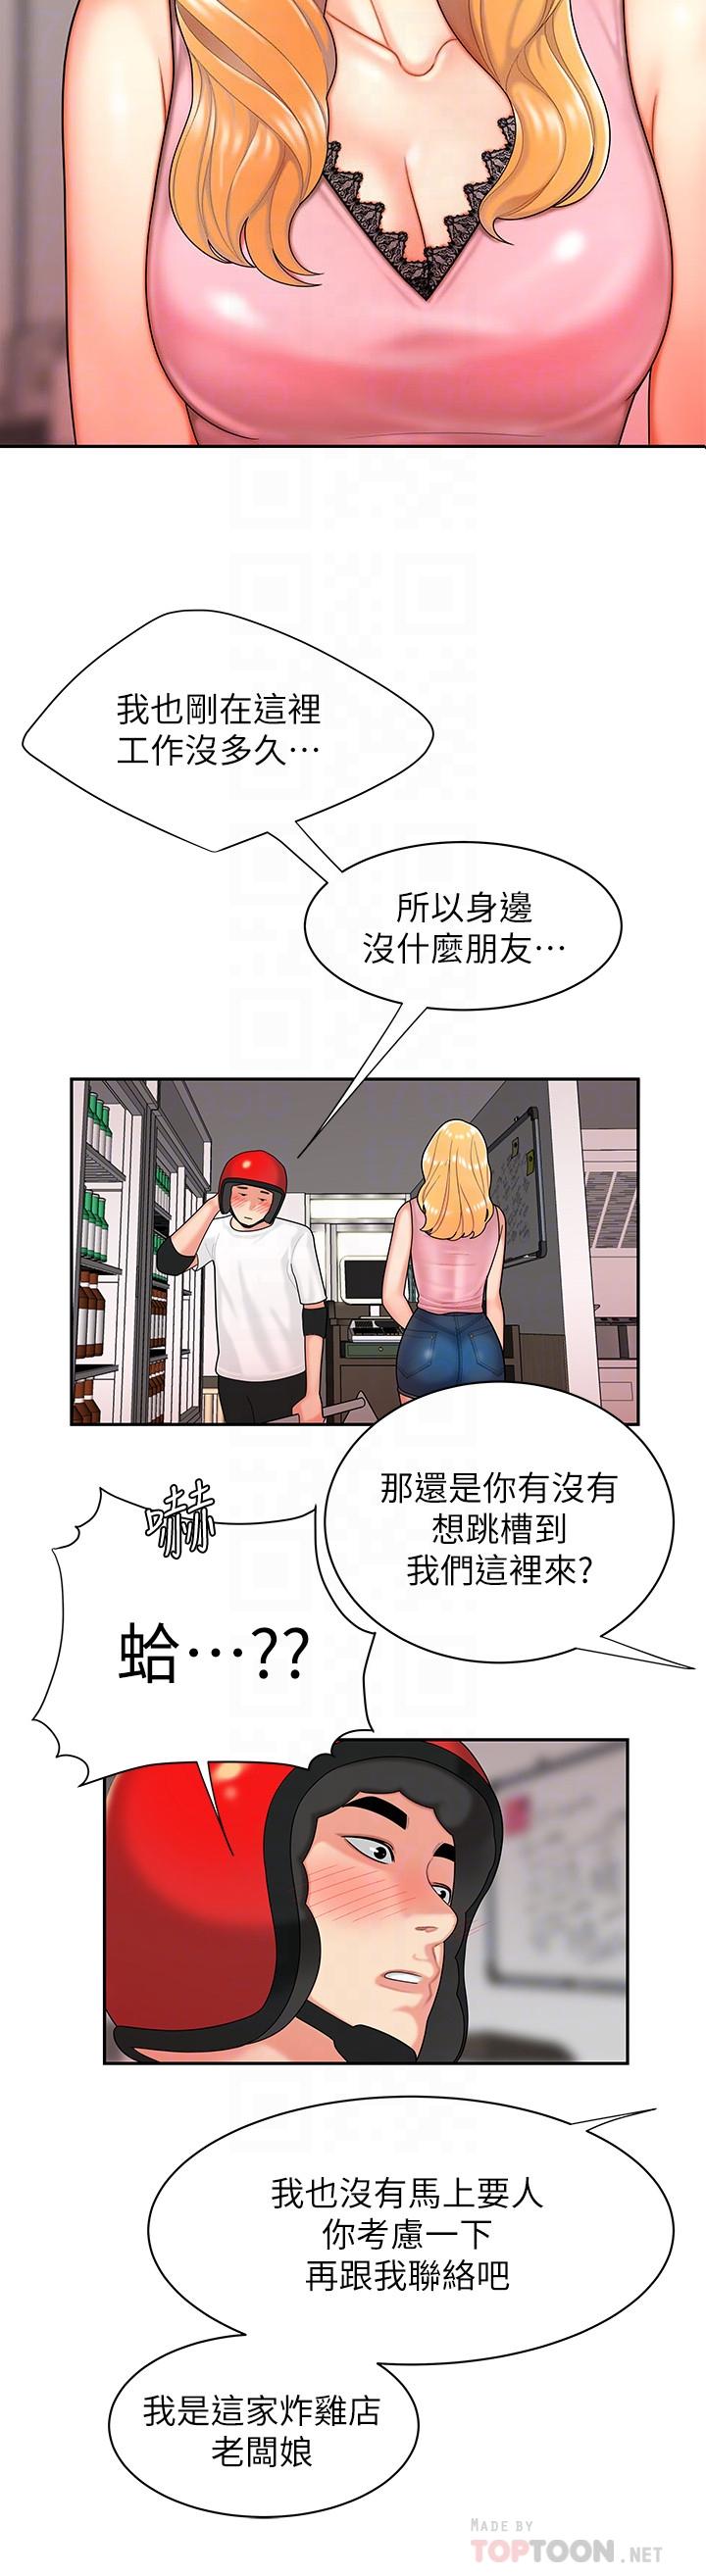 我也剛在這裡
工作沒多久…
所以身邊
沒什麼朋友…
那還是你有沒有
想跳槽到
我們這裡來?
嚇
蛤…??
我也沒有馬上要人
你考慮一下
再跟我聯絡吧
我是這家炸雞店
老闆娘
MADE BY
TOPTOON.NET